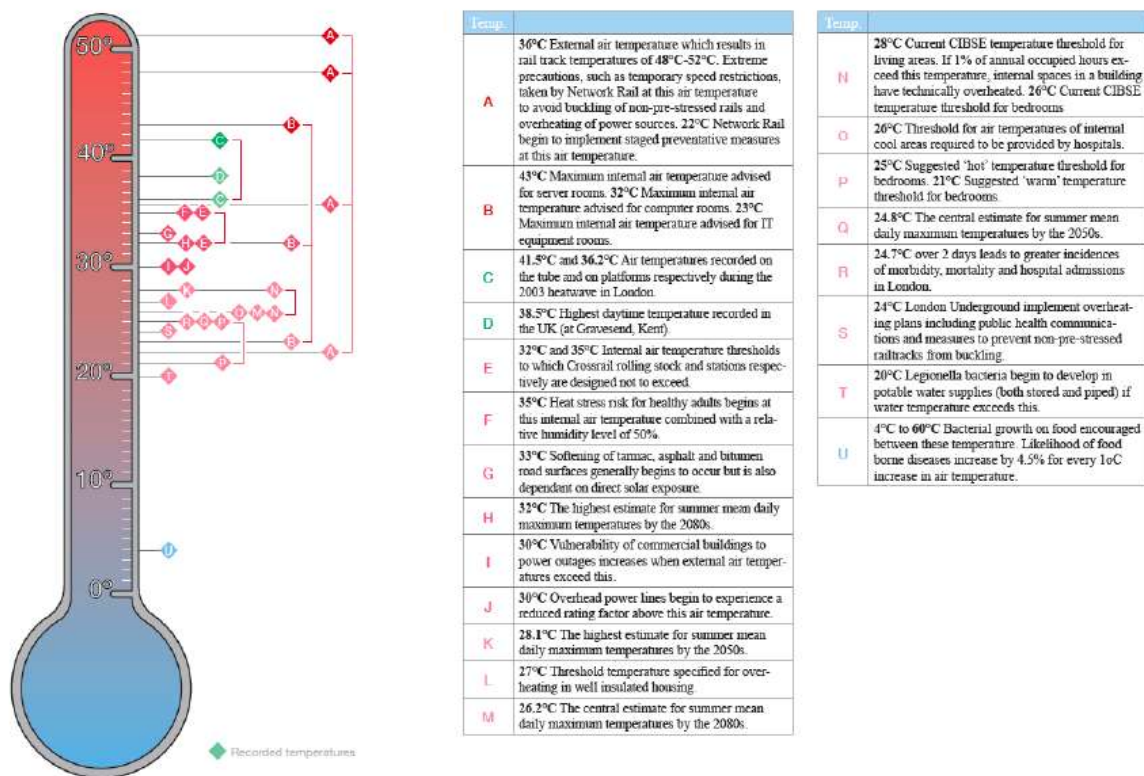 50°
40°
30°
20°
10°
0°
A
A
B
C
D
C
A
F E
G
H E B
I J
K N
L
O M N
R Q P
S
B
P A
T
U
Recorded temperatures
Temp.
A
36°C External air temperature which results in
rail track temperatures of 48°C-52°C. Extreme
precautions, such as temporary speed restrictions,
taken by Network Rail at this air temperature
to avoid buckling of non-pre-stressed rails and
overheating of power sources. 22°C Network Rail
begin to implement staged preventative measures
at this air temperature.
B
43°C Maximum internal air temperature advised
for server rooms. 32°C Maximum internal air
temperature advised for computer rooms. 23°C
Maximum internal air temperature advised for IT
equipment rooms.
C
41.5°C and 36.2°C Air temperatures recorded on
the tube and on platforms respectively during the
2003 heatwave in London.
D
38.5°C Highest daytime temperature recorded in
the UK (at Gravesend, Kent).
E
32°C and 35°C Internal air temperature thresholds
to which Crossrail rolling stock and stations respec-
tively are designed not to exceed.
F
35°C Heat stress risk for healthy adults begins at
this internal air temperature combined with a rela-
tive humidity level of 50%.
G
33°C Softening of tarmac, asphalt and bitumen
road surfaces generally begins to occur but is also
dependant on direct solar exposure.
H
32°C The highest estimate for summer mean daily
maximum temperatures by the 2080s.
I
30°C Vulnerability of commercial buildings to
power outages increases when external air temper-
atures exceed this.
J
30°C Overhead power lines begin to experience a
reduced rating factor above this air temperature.
K
28.1°C The highest estimate for summer mean
daily maximum temperatures by the 2050s.
L
27°C Threshold temperature specified for over-
heating in well insulated housing.
M
26.2°C The central estimate for summer mean
daily maximum temperatures by the 2080s.
Temp.
N
28°C Current CIBSE temperature threshold for
living areas. If 1% of annual occupied hours ex-
ceed this temperature, internal spaces in a building
have technically overheated. 26°C Current CIBSE
temperature threshold for bedrooms
O
26°C Threshold for air temperatures of internal
cool areas required to be provided by hospitals.
P
25°C Suggested 'hot' temperature threshold for
bedrooms. 21°C Suggested 'warm' temperature
threshold for bedrooms.
Q
24.8°C The central estimate for summer mean
daily maximum temperatures by the 2050s.
R
24.7°C over 2 days leads to greater incidences
of morbidity, mortality and hospital admissions
in London.
S
24°C London Underground implement overheat-
ing plans including public health communica-
tions and measures to prevent non-pre-stressed
railtracks from buckling.
T
20°C Legionella bacteria begin to develop in
potable water supplies (both stored and piped) if
water temperature exceeds this.
U
4°C to 60°C Bacterial growth on food encouraged
between these temperature. Likelihood of food
borne diseases increase by 4.5% for every 1oC
increase in air temperature.